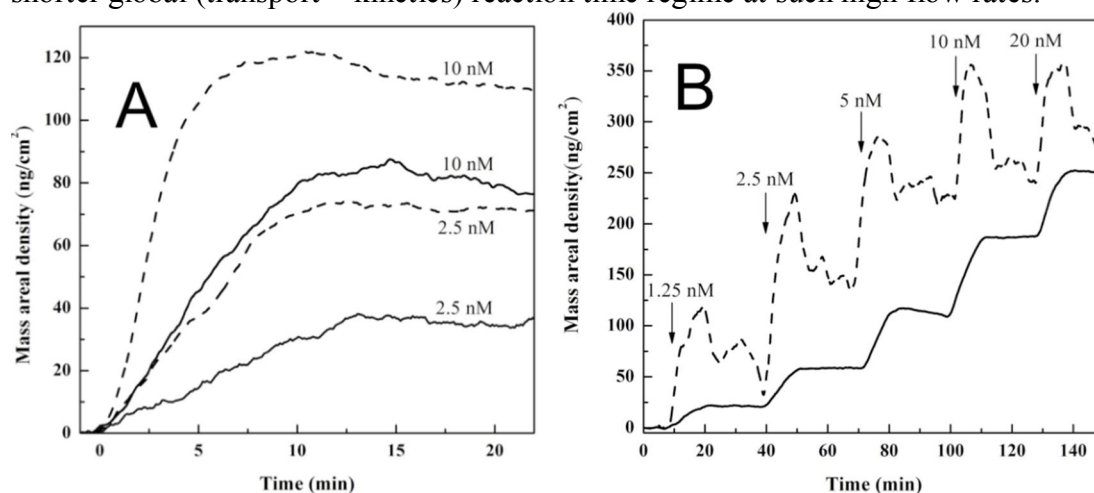 shorter global (transport – kinetics) reaction time regime at such high flow rates.
A
120
100
80
60
40
20
0
Mass areal density (ng/cm²)
10 nM
10 nM
2.5 nM
2.5 nM
0 5 10 15 20
Time (min)
B
400
350
300
250
200
150
100
50
0
Mass areal density(ng/cm²)
1.25 nM
2.5 nM
5 nM
10 nM
20 nM
0 20 40 60 80 100 120 140
Time (min)